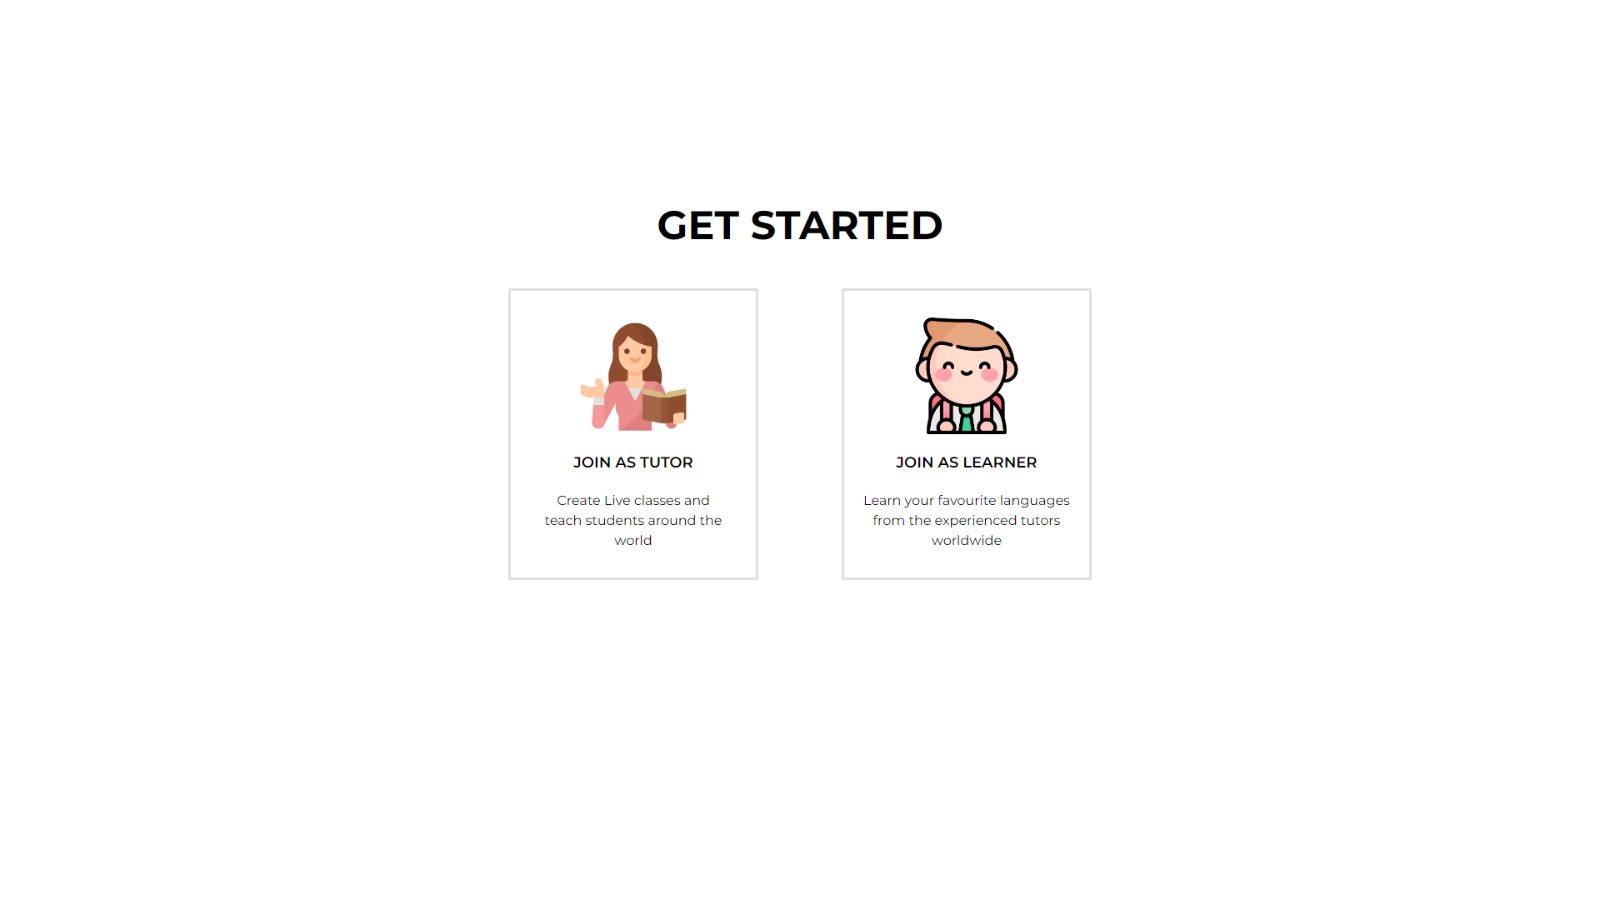 GET STARTED
JOIN AS TUTOR
Create Live classes and
teach students around the
world
JOIN AS LEARNER
Learn your favourite languages
from the experienced tutors
worldwide